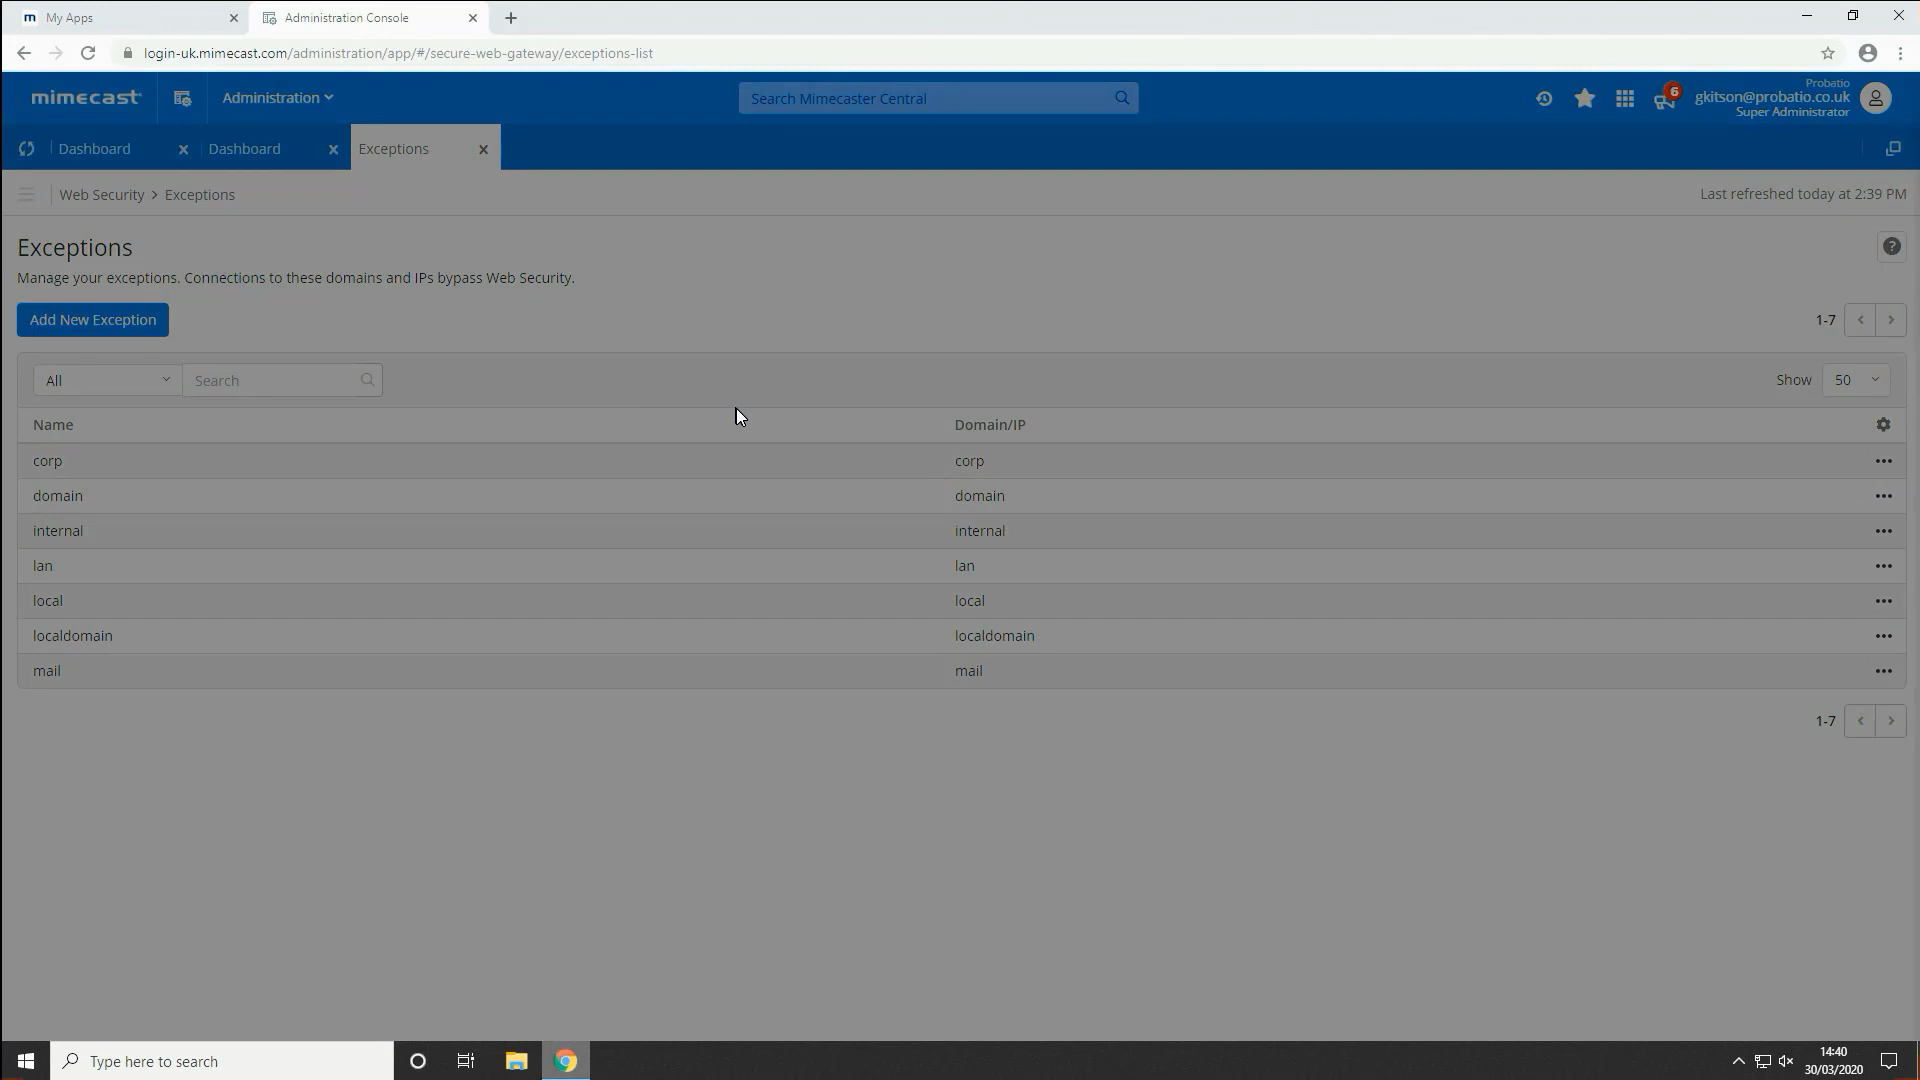 m My Apps
Administration Console
login-uk.mimecast.com/administration/app/#/secure-web-gateway/exceptions-list
mimecast
Administration
Search Mimecaster Central
6
Probatio
gkitson@probatio.co.uk
Super Administrator
Dashboard
Dashboard
Exceptions
Web Security > Exceptions
Last refreshed today at 2:39 PM
Exceptions
Manage your exceptions. Connections to these domains and IPs bypass Web Security.
Add New Exception
1-7
All
Search
Show
50
Name
Domain/IP
corp
corp
domain
domain
internal
internal
lan
lan
local
local
localdomain
localdomain
mail
mail
1-7
Type here to search
14:40
30/03/2020